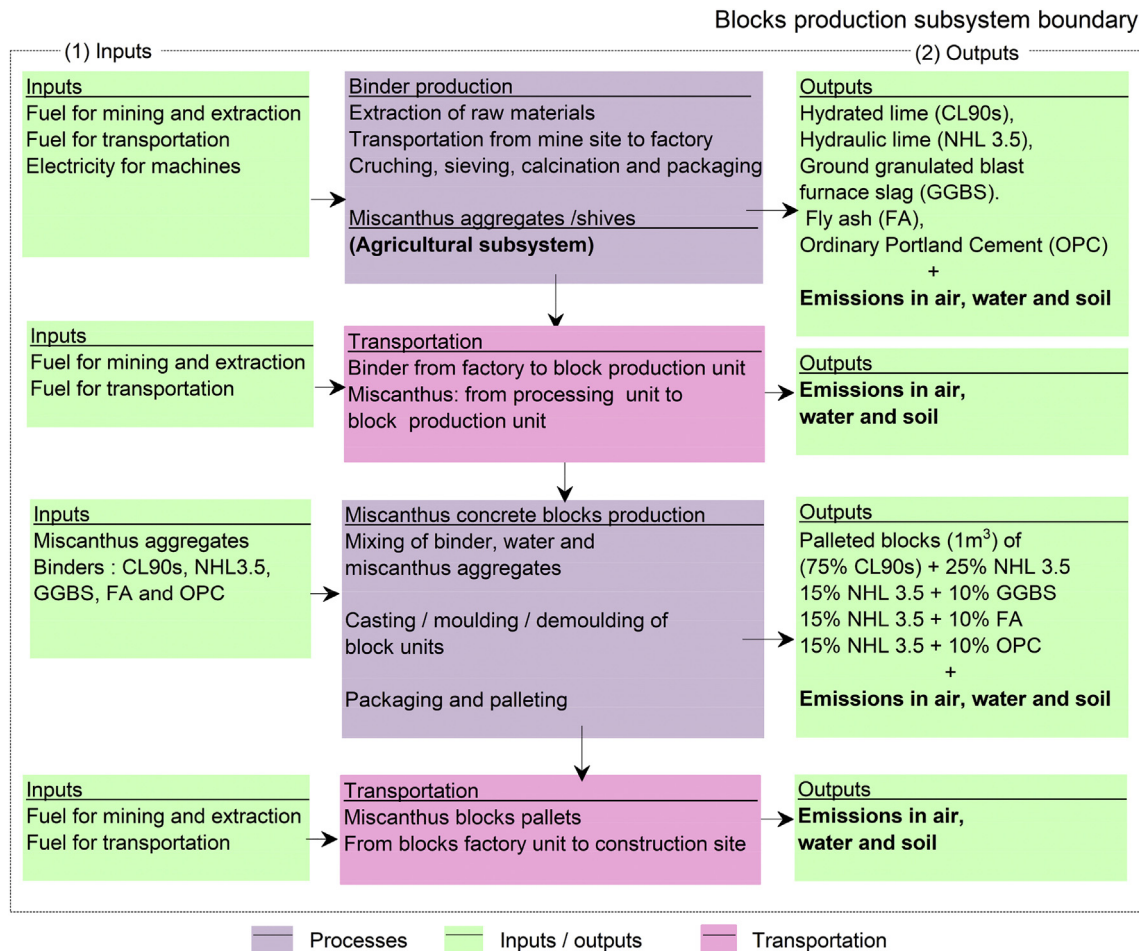 Blocks production subsystem boundary
(1) Inputs
(2) Outputs
Inputs
Fuel for mining and extraction
Fuel for transportation
Electricity for machines
Binder production
Extraction of raw materials
Transportation from mine site to factory
Cruching, sieving, calcination and packaging
Miscanthus aggregates /shives
(Agricultural subsystem)
Outputs
Hydrated lime (CL90s),
Hydraulic lime (NHL 3.5),
Ground granulated blast
furnace slag (GGBS).
Fly ash (FA),
Ordinary Portland Cement (OPC)
+
Emissions in air, water and soil
Inputs
Fuel for mining and extraction
Fuel for transportation
Transportation
Binder from factory to block production unit
Miscanthus: from processing unit to
block production unit
Outputs
Emissions in air,
water and soil
Inputs
Miscanthus aggregates
Binders : CL90s, NHL3.5,
GGBS, FA and OPC
Miscanthus concrete blocks production
Mixing of binder, water and
miscanthus aggregates
Casting / moulding / demoulding of
block units
Packaging and palleting
Outputs
Palleted blocks (1m³) of
(75% CL90s) + 25% NHL 3.5
15% NHL 3.5 + 10% GGBS
15% NHL 3.5 + 10% FA
15% NHL 3.5 + 10% OPC
+
Emissions in air, water and soil
Inputs
Fuel for mining and extraction
Fuel for transportation
Transportation
Miscanthus blocks pallets
From blocks factory unit to construction site
Outputs
Emissions in air,
water and soil
Processes
Inputs / outputs
Transportation